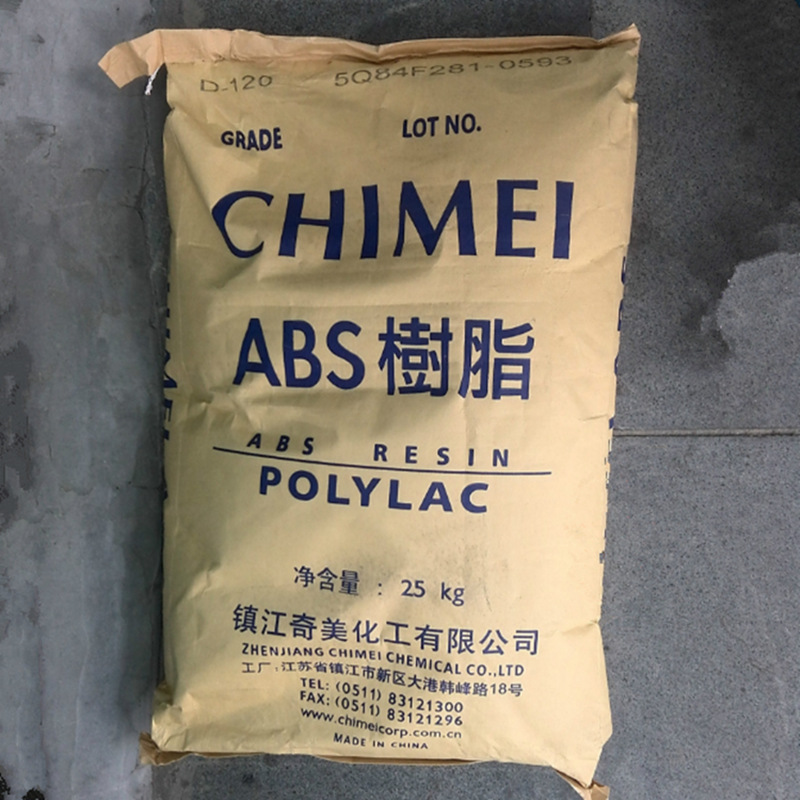 D-120 5Q84F281-0593
GRADE LOT NO.
CHIMEI
ABS樹脂
ABS RESIN
POLYLAC
净含量 : 25 kg
镇江奇美化工有限公司
ZHENJIANG CHIMEI CHEMICAL CO.,LTD
工厂:江苏省镇江市新区大港韩峰路18号
TEL: (0511) 83121300
FAX: (0511) 83121296
www.chimeicorp.com.cn
MADE IN CHINA